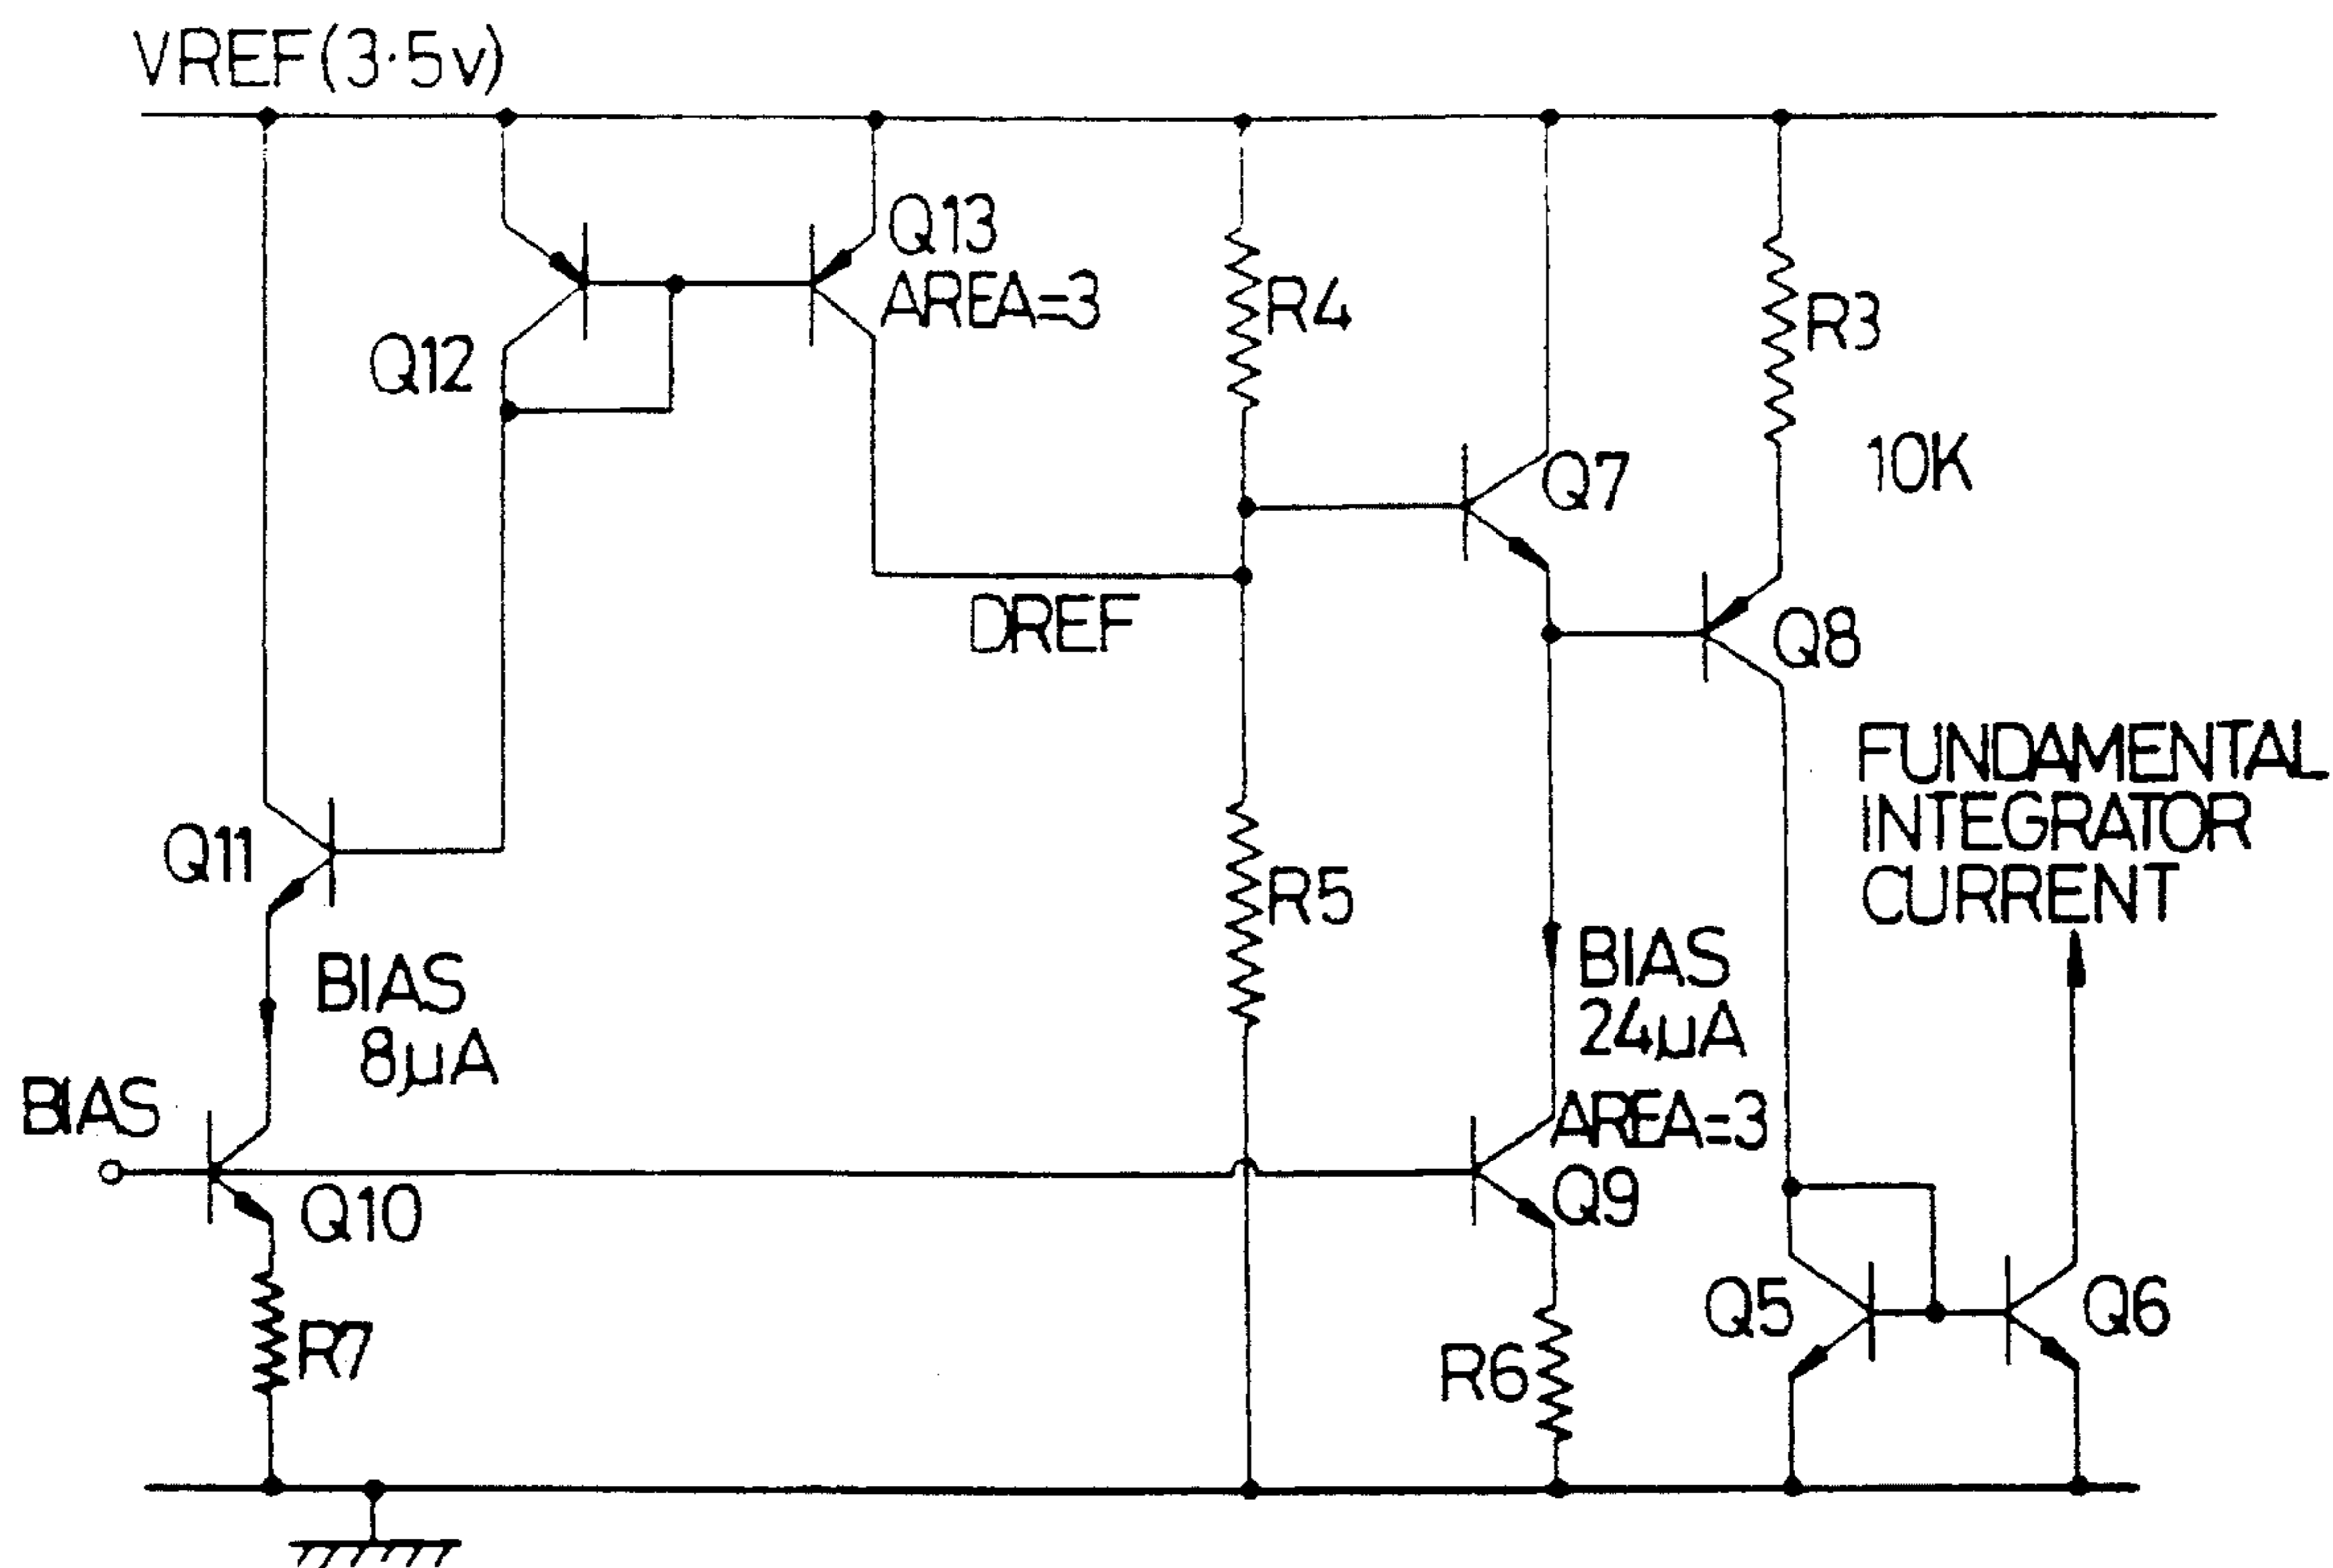 VREF(3·5v)
Q13
AREA=3
R4
R3
Q12
10K
Q7
DREF
Q8
FUNDAMENTAL
INTEGRATOR
CURRENT
Q11
R5
BIAS
8µA
BIAS
24µA
BIAS
AREA=3
Q10
Q9
Q5
Q6
R7
R6